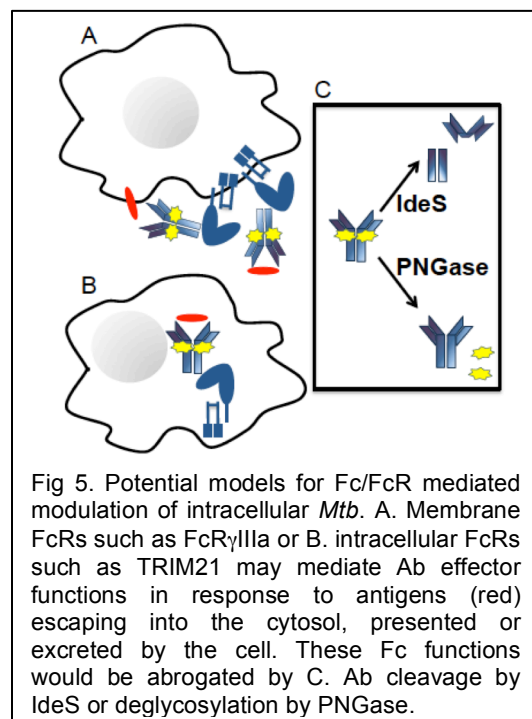 A
C
IdeS
PNGase
B
Fig 5. Potential models for Fc/FcR mediated
modulation of intracellular Mtb. A. Membrane
FcRs such as FcRγIIIa or B. intracellular FcRs
such as TRIM21 may mediate Ab effector
functions in response to antigens (red)
escaping into the cytosol, presented or
excreted by the cell. These Fc functions
would be abrogated by C. Ab cleavage by
IdeS or deglycosylation by PNGase.